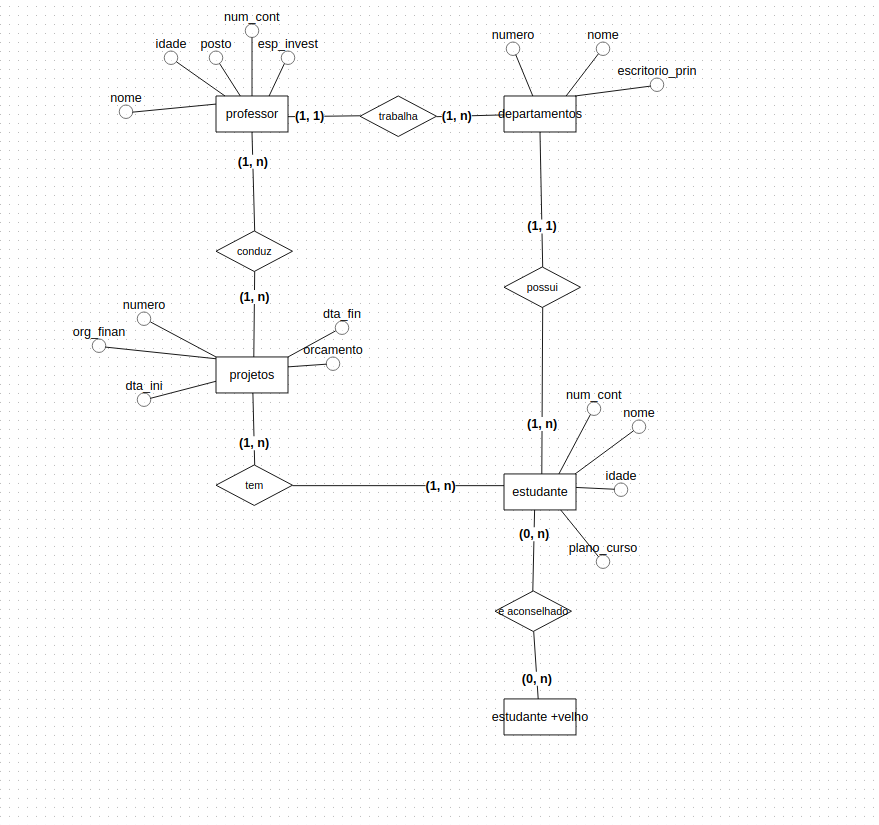 num_cont
idade
posto
esp_invest
numero
nome
escritorio_prin
nome
professor
(1, 1)
trabalha
(1, n)
departamentos
(1, n)
(1, 1)
conduz
possui
(1, n)
numero
dta_fin
org_finan
orcamento
projetos
dta_ini
num_cont
nome
(1, n)
(1, n)
idade
tem
(1, n)
estudante
(0, n)
plano_curso
é aconselhado
(0, n)
estudante +velho